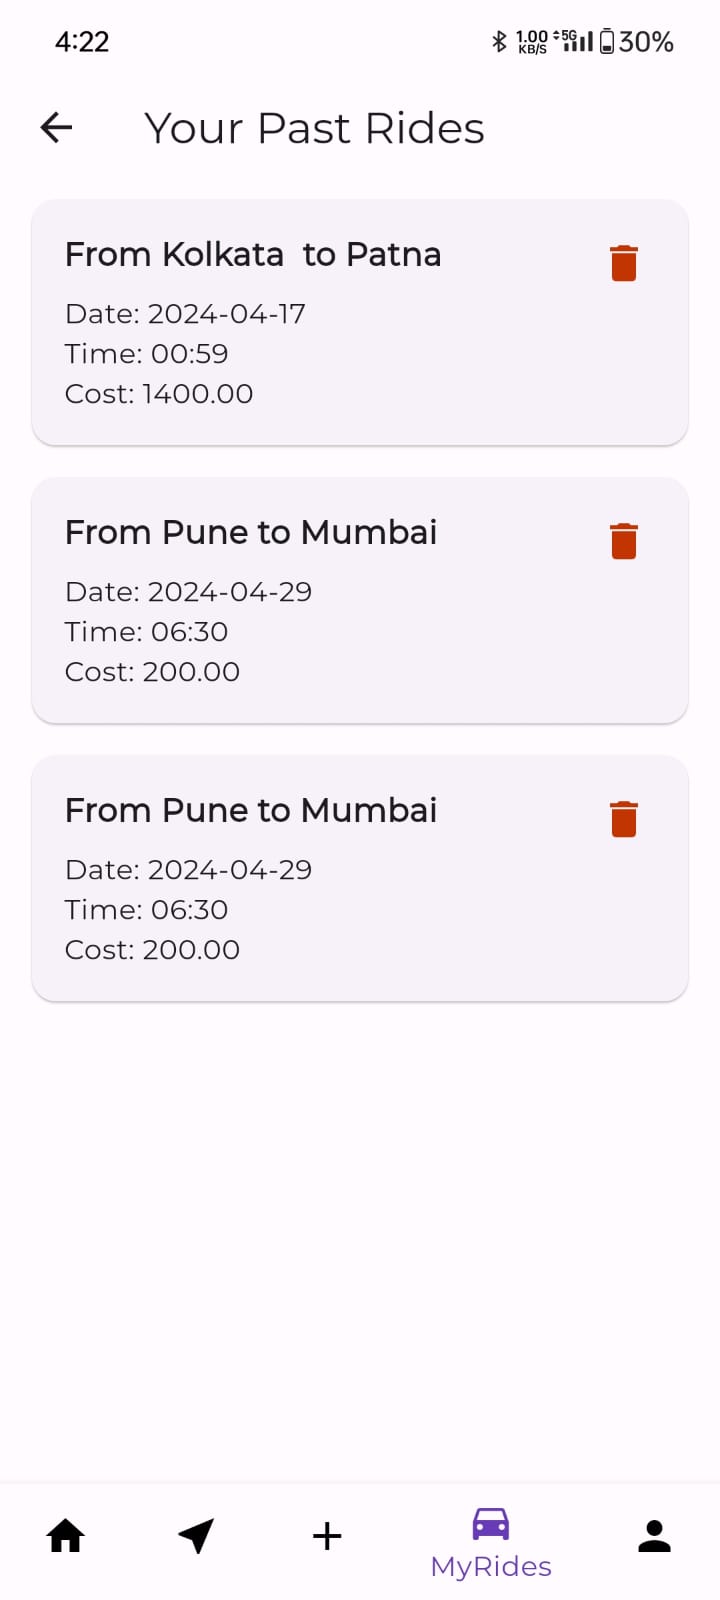 4:22
1.00 KB/S 5G 30%
Your Past Rides
From Kolkata  to Patna
Date: 2024-04-17
Time: 00:59
Cost: 1400.00
From Pune to Mumbai
Date: 2024-04-29
Time: 06:30
Cost: 200.00
From Pune to Mumbai
Date: 2024-04-29
Time: 06:30
Cost: 200.00
MyRides